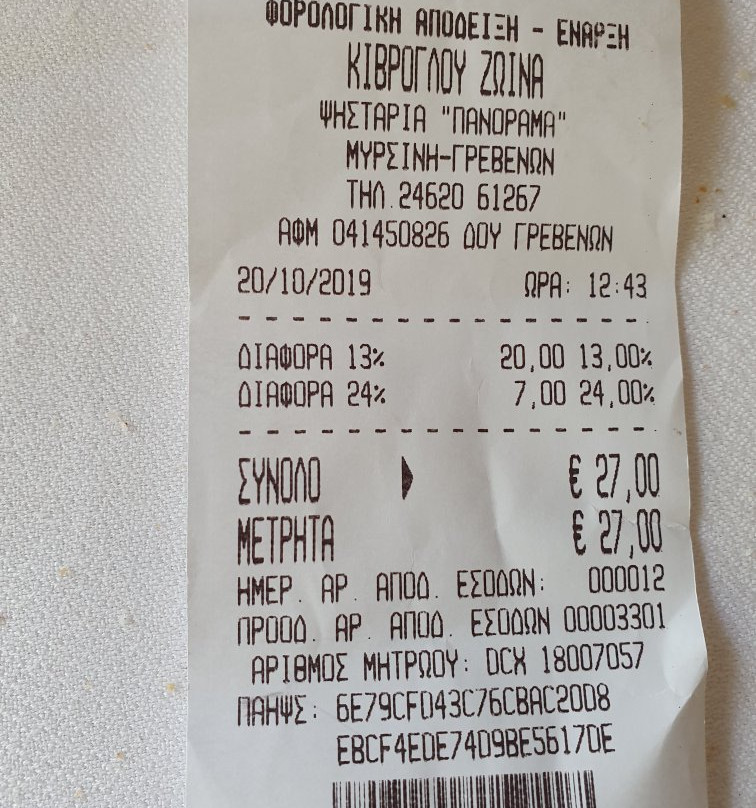 ΦΟΡΟΛΟΓΙΚΗ ΑΠΟΔΕΙΞΗ - ΕΝΑΡΞΗ
ΚΙΒΡΟΓΛΟΥ ΖΩΙΝΑ
ΨΗΣΤΑΡΙΑ "ΠΑΝΟΡΑΜΑ"
ΜΥΡΣΙΝΗ-ΓΡΕΒΕΝΩΝ
ΤΗΛ.24620 61267
ΑΦΜ 041450826 ΔΟΥ ΓΡΕΒΕΝΩΝ
20/10/2019 ΩΡΑ: 12:43
ΔΙΑΦΟΡΑ 13% 20,00 13,00%
ΔΙΑΦΟΡΑ 24% 7,00 24,00%
ΣΥΝΟΛΟ € 27,00
ΜΕΤΡΗΤΑ € 27,00
ΗΜΕΡ. ΑΡ. ΑΠΟΔ. ΕΣΟΔΩΝ: 000012
ΠΡΟΟΔ. ΑΡ. ΑΠΟΔ. ΕΣΟΔΩΝ 00003301
ΑΡΙΘΜΟΣ ΜΗΤΡΩΟΥ: DCX 18007057
ΠΑΗΨΣ: 6E79CFD43C76CBAC20D8
EBCF4EDE74D9BE5617DE